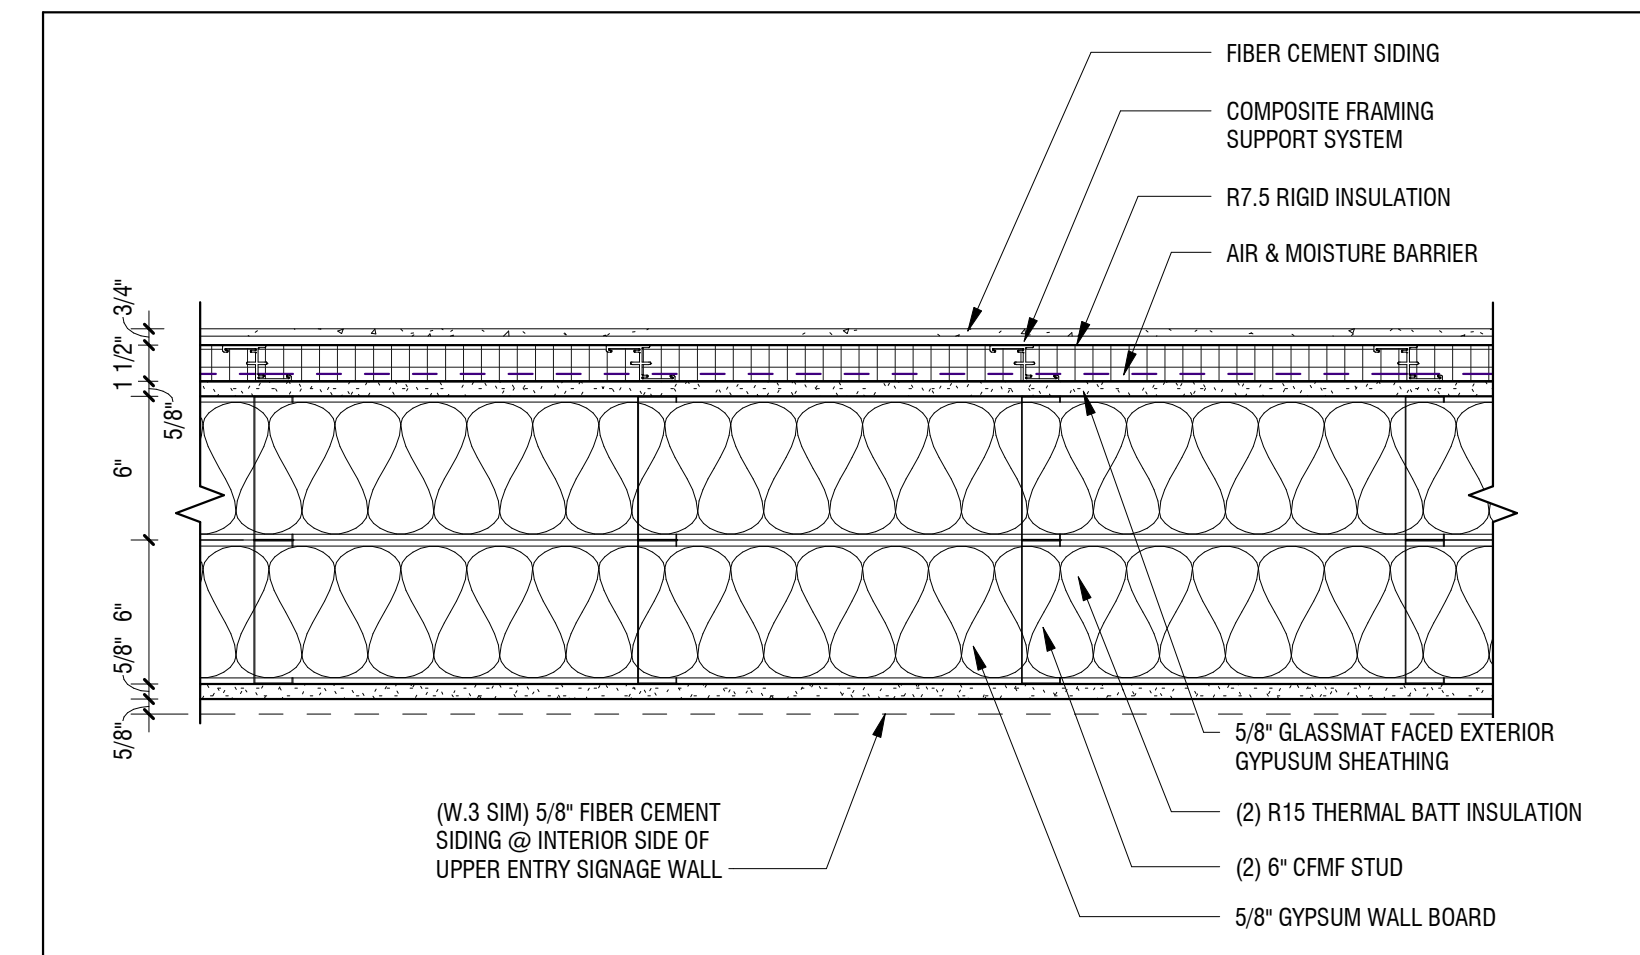 FIBER CEMENT SIDING
COMPOSITE FRAMING
SUPPORT SYSTEM
R7.5 RIGID INSULATION
AIR & MOISTURE BARRIER
3/4"
1 1/2"
5/8"
6"
6"
5/8"
5/8"
5/8" GLASSMAT FACED EXTERIOR
GYPUSUM SHEATHING
(W.3 SIM) 5/8" FIBER CEMENT
SIDING @ INTERIOR SIDE OF
UPPER ENTRY SIGNAGE WALL
(2) R15 THERMAL BATT INSULATION
(2) 6" CFMF STUD
5/8" GYPSUM WALL BOARD